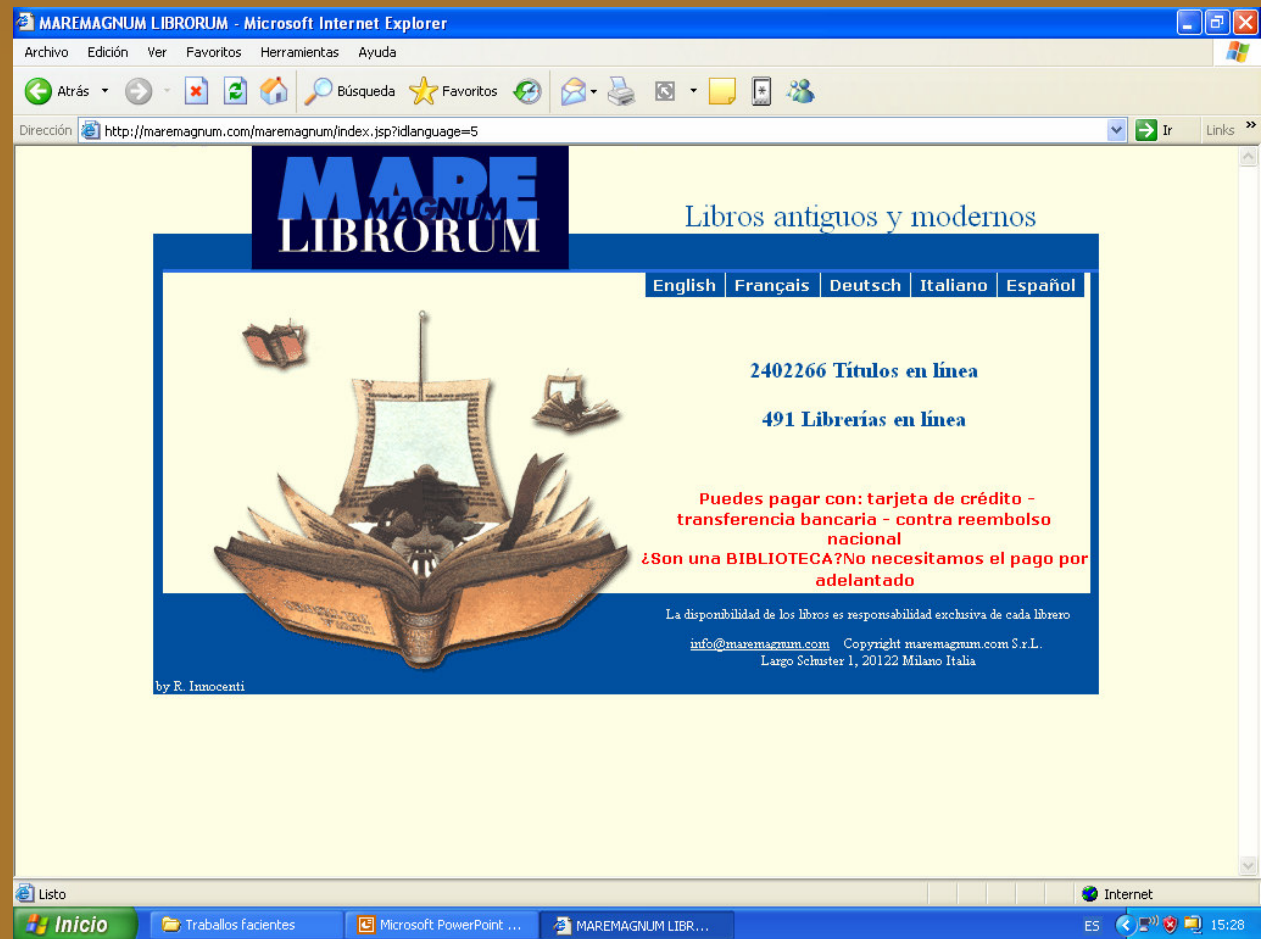 MAREMAGNUM LIBRORUM - Microsoft Internet Explorer
Archivo Edición Ver Favoritos Herramientas Ayuda
Atrás Búsqueda Favoritos
Dirección http://maremagnum.com/maremagnum/index.jsp?idlanguage=5 Ir Links »
MARE
MAGNUM
LIBRORUM
Libros antiguos y modernos
English Français Deutsch Italiano Español
2402266 Títulos en línea
491 Librerías en línea
Puedes pagar con: tarjeta de crédito -
transferencia bancaria - contra reembolso
nacional
¿Son una BIBLIOTECA?No necesitamos el pago por
adelantado
La disponibilidad de los libros es responsabilidad exclusiva de cada librero
info@maremagnum.com Copyright maremagnum.com S.r.L.
Largo Schuster 1, 20122 Milano Italia
by R. Innocenti
Listo Internet
Inicio Traballos facientes Microsoft PowerPoint ... MAREMAGNUM LIBR... ES 15:28